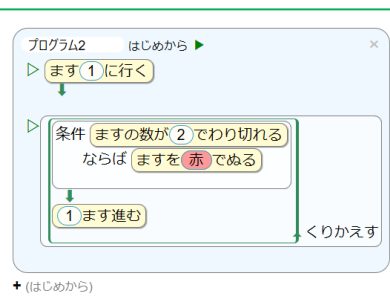 プログラム2 はじめから ▶ ×
ます 1 に行く
条件 ますの数が 2 でわり切れる
ならば ますを 赤 でぬる
1 ます進む
くりかえす
+ (はじめから)